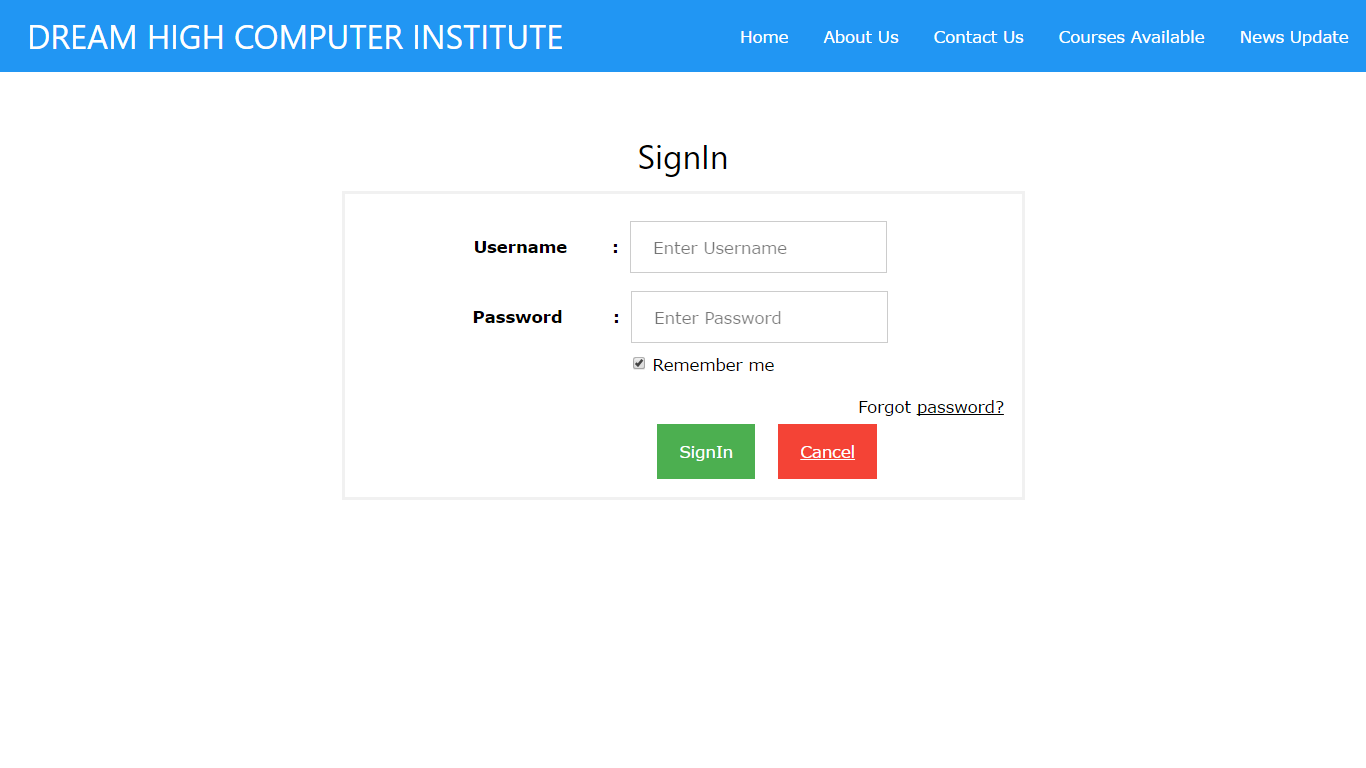 DREAM HIGH COMPUTER INSTITUTE Home About Us Contact Us Courses Available News Update
SignIn
Username : Enter Username
Password : Enter Password
Remember me
Forgot password?
SignIn Cancel